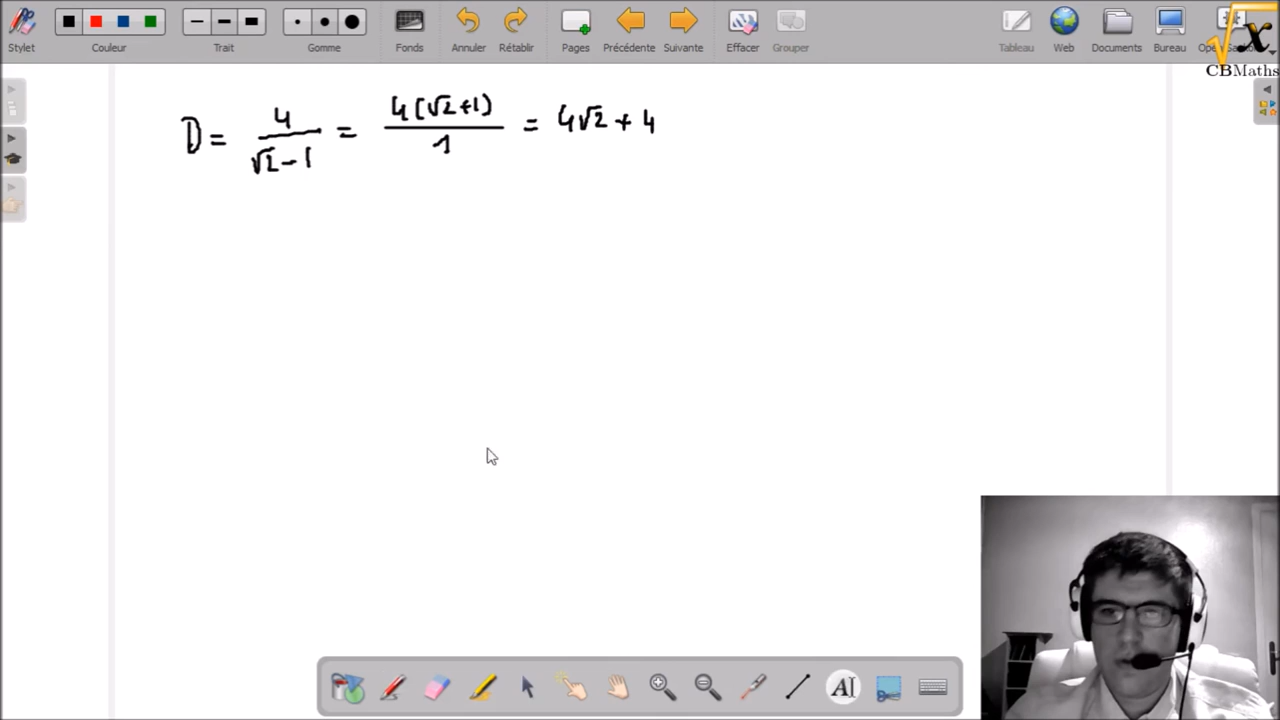 Stylet Couleur Trait Gomme Fonds Annuler Rétablir Pages Précédente Suivante Effacer Grouper Tableau Web Documents Bureau
CBMaths
D = 4/(√2 - 1) = 4(√2+1)/1 = 4√2 + 4
AI